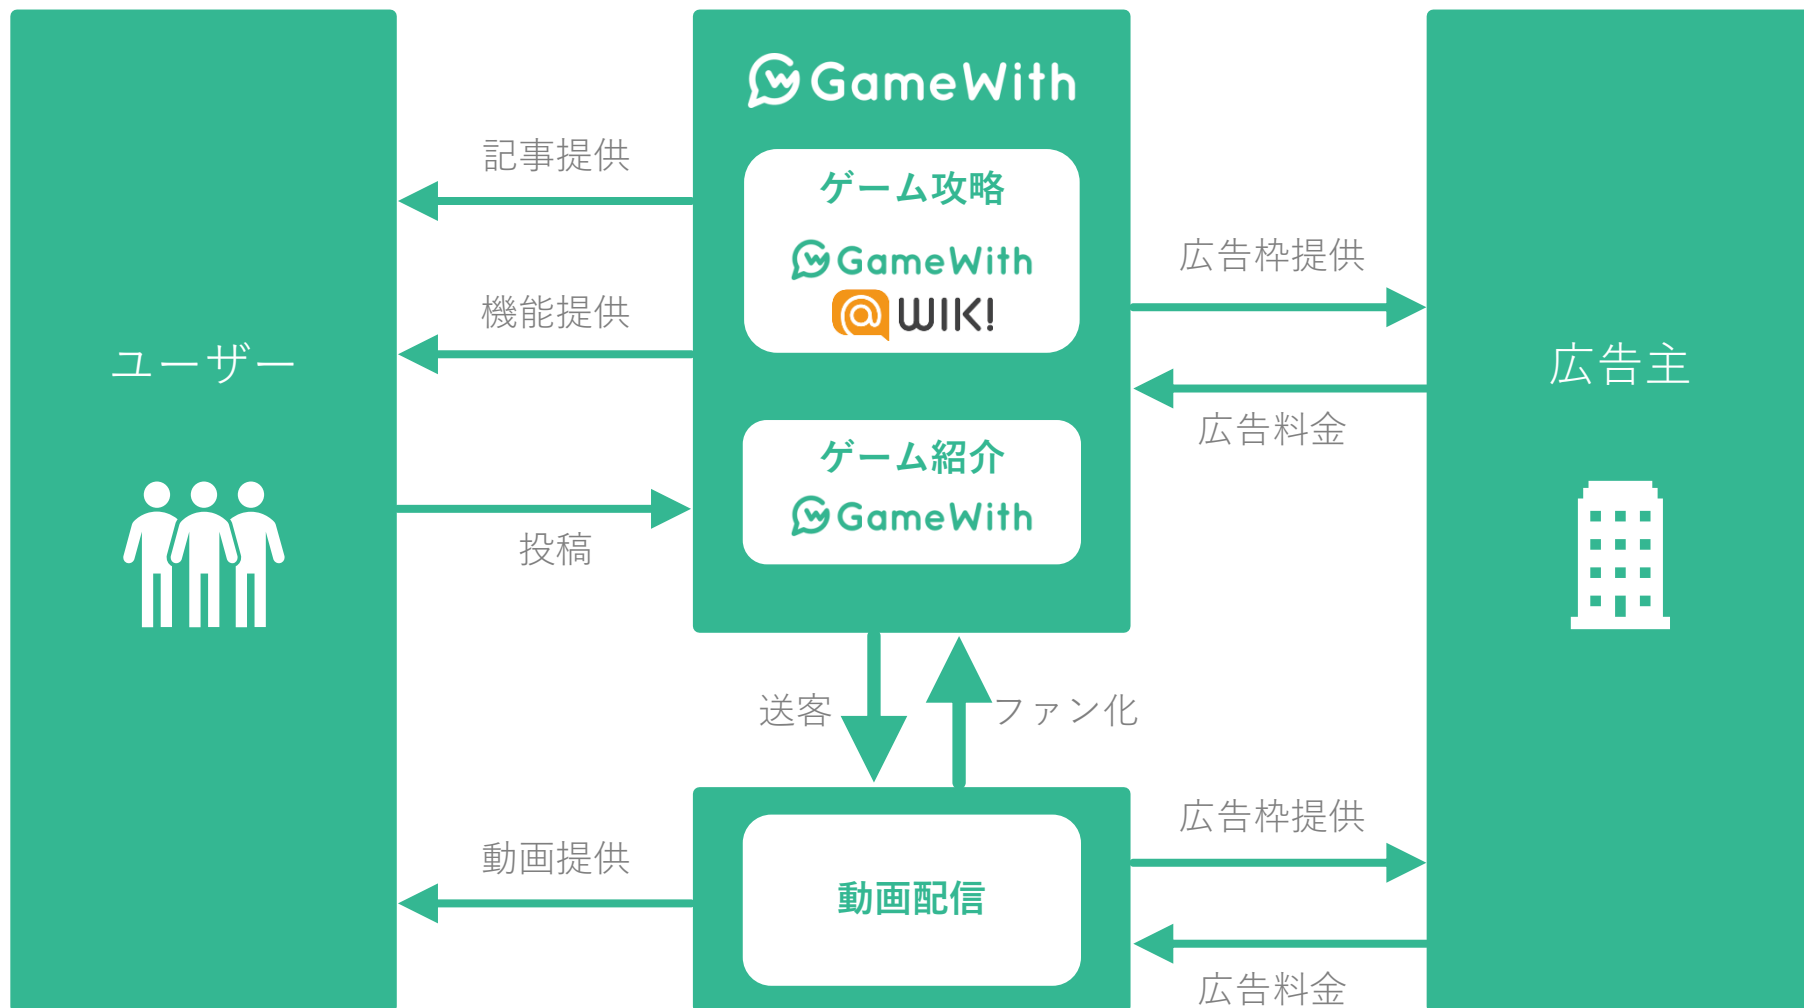 GameWith
記事提供
ゲーム攻略
GameWith
@WIKI
広告枠提供
機能提供
ユーザー
広告主
広告料金
ゲーム紹介
GameWith
投稿
送客
ファン化
広告枠提供
動画提供
動画配信
広告料金